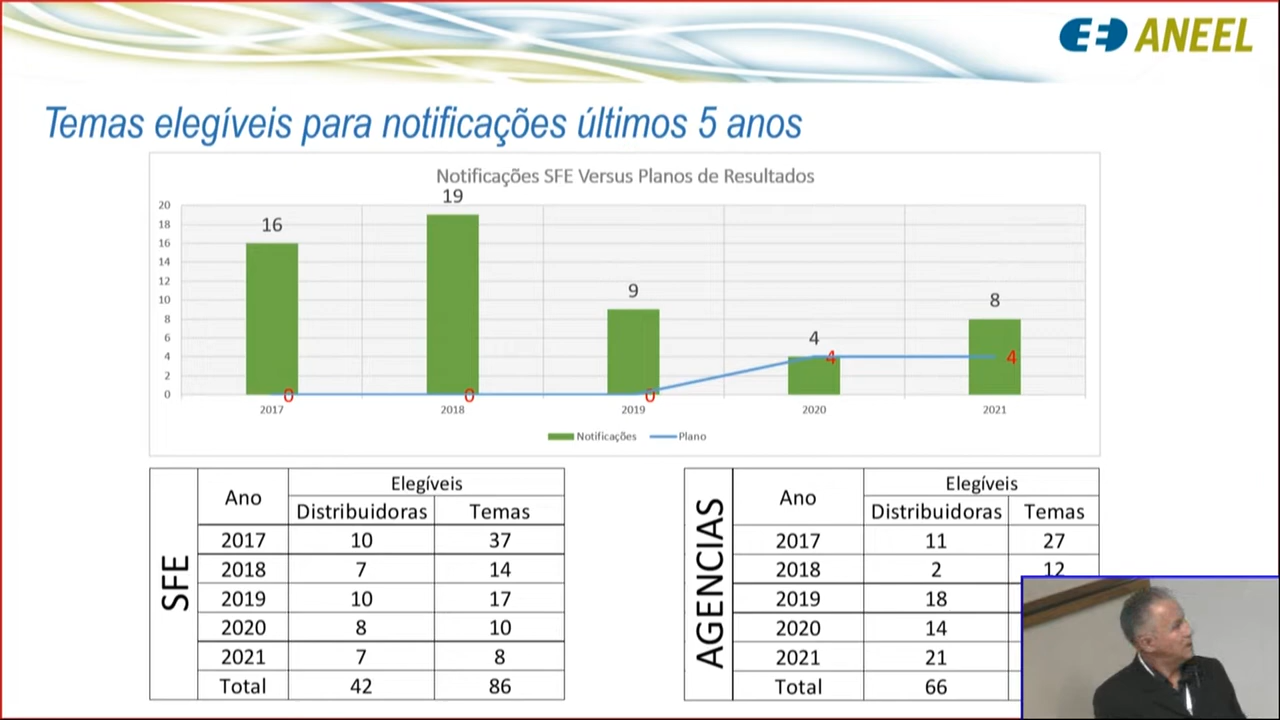 ANEEL
Temas elegíveis para notificações últimos 5 anos
Notificações SFE Versus Planos de Resultados
20
18
16
14
12
10
8
6
4
2
0
16
19
9
4
8
0
0
0
4
4
2017 2018 2019 2020 2021
Notificações Plano
SFE
Ano Elegíveis
Distribuidoras Temas
2017 10 37
2018 7 14
2019 10 17
2020 8 10
2021 7 8
Total 42 86
AGENCIAS
Ano Elegíveis
Distribuidoras Temas
2017 11 27
2018 2 12
2019 18
2020 14
2021 21
Total 66